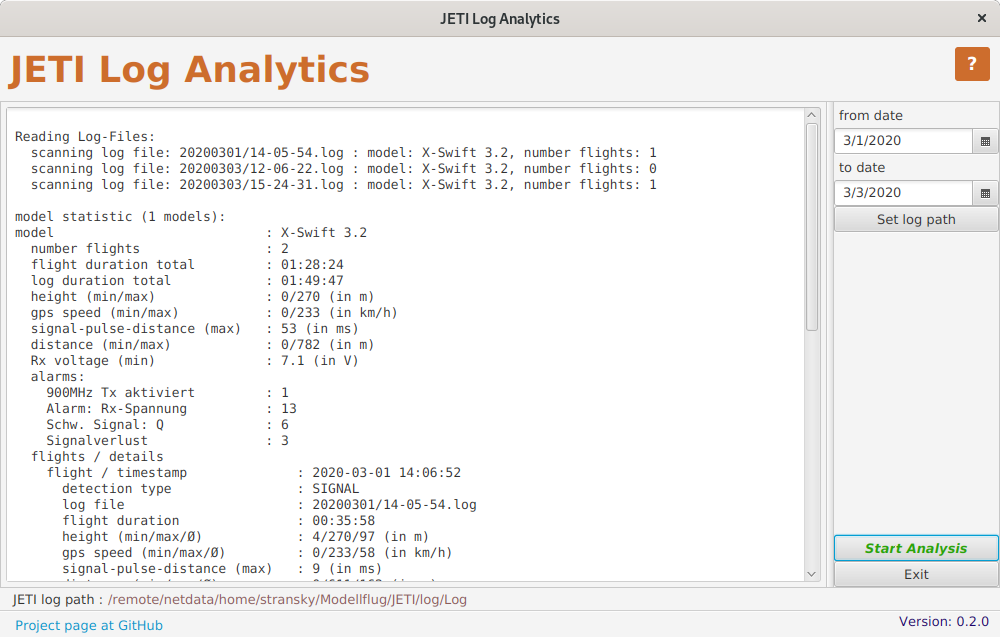 JETI Log Analytics
×
JETI Log Analytics
?
Reading Log-Files:
scanning log file: 20200301/14-05-54.log : model: X-Swift 3.2, number flights: 1
scanning log file: 20200303/12-06-22.log : model: X-Swift 3.2, number flights: 0
scanning log file: 20200303/15-24-31.log : model: X-Swift 3.2, number flights: 1
model statistic (1 models):
model : X-Swift 3.2
number flights : 2
flight duration total : 01:28:24
log duration total : 01:49:47
height (min/max) : 0/270 (in m)
gps speed (min/max) : 0/233 (in km/h)
signal-pulse-distance (max) : 53 (in ms)
distance (min/max) : 0/782 (in m)
Rx voltage (min) : 7.1 (in V)
alarms:
900MHz Tx aktiviert : 1
Alarm: Rx-Spannung : 13
Schw. Signal: Q : 6
Signalverlust : 3
flights / details
flight / timestamp : 2020-03-01 14:06:52
detection type : SIGNAL
log file : 20200301/14-05-54.log
flight duration : 00:35:58
height (min/max/Ø) : 4/270/97 (in m)
gps speed (min/max/Ø) : 0/233/58 (in km/h)
signal-pulse-distance (max) : 9 (in ms)
from date
3/1/2020
to date
3/3/2020
Set log path
Start Analysis
Exit
JETI log path : /remote/netdata/home/stransky/Modellflug/JETI/log/Log
Project page at GitHub
Version: 0.2.0